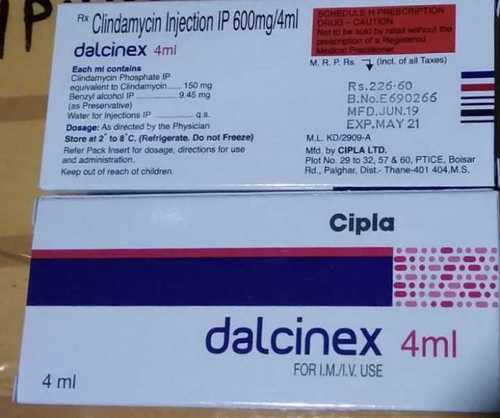 Rx Clindamycin Injection IP 600mg/4ml
dalcinex 4ml
Each ml contains
Clindamycin Phosphate IP
equivalent to Clindamycin ...... 150 mg
Benzyl alcohol IP ............... 9.45 mg
(as Preservative)
Water for Injections IP ............ q.s.
Dosage: As directed by the Physician
Store at 2° to 8°C, (Refrigerate. Do not Freeze)
Refer Pack Insert for dosage, directions for use
and administration.
Keep out of reach of children.
SCHEDULE H PRESCRIPTION
DRUG - CAUTION
Not to be sold by retail without the
prescription of a Registered
Medical Practitioner.
M. R. P. Rs. (Incl. of all Taxes)
Rs.226-60
B.No.E690266
MFD.JUN.19
EXP.MAY 21
M.L. KD/2909-A
Mfd. by CIPLA LTD.
Plot No. 29 to 32, 57 & 60, PTICE, Boisar
Rd., Palghar, Dist.- Thane-401 404.M.S.
Cipla
dalcinex 4ml
FOR I.M./I.V. USE
4 ml